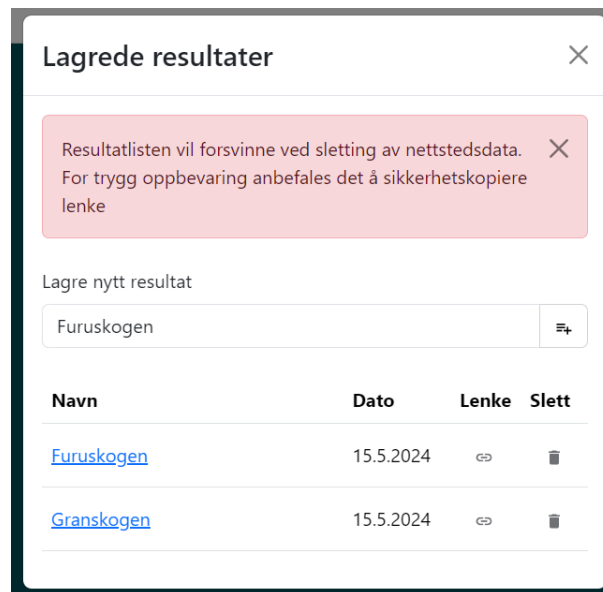 Lagrede resultater
Resultatlisten vil forsvinne ved sletting av nettstedsdata.
For trygg oppbevaring anbefales det å sikkerhetskopiere
lenke
Lagre nytt resultat
Furuskogen
Navn Dato Lenke Slett
Furuskogen 15.5.2024
Granskogen 15.5.2024